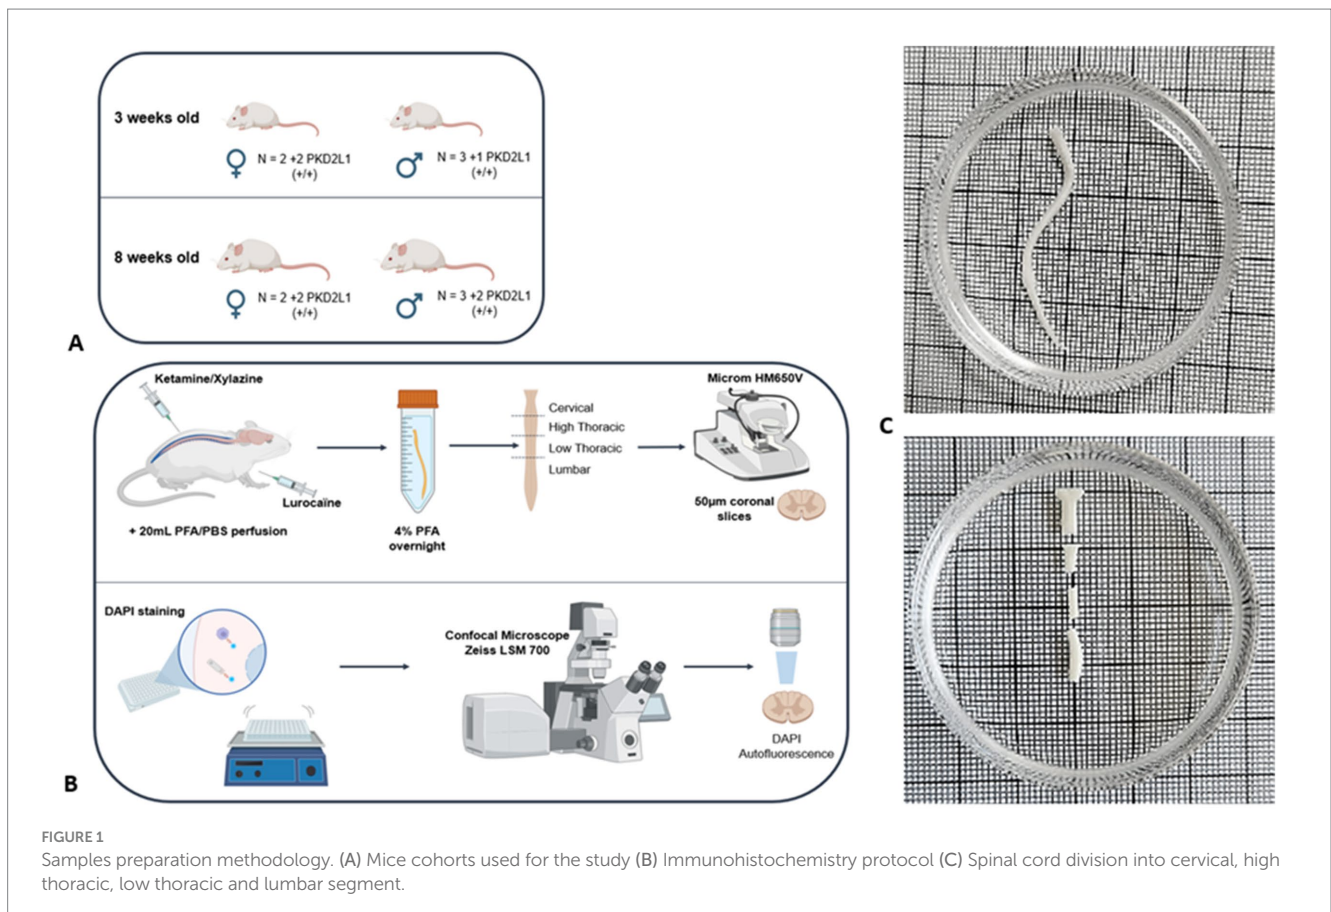 3 weeks old
N = 2 +2 PKD2L1
(+/+)
N = 3 +1 PKD2L1
(+/+)
8 weeks old
N = 2 +2 PKD2L1
(+/+)
N = 3 +2 PKD2L1
(+/+)
A
Ketamine/Xylazine
Lurocaïne
+ 20mL PFA/PBS perfusion
4% PFA
overnight
Cervical
High Thoracic
Low Thoracic
Lumbar
Microm HM650V
50µm coronal
slices
DAPI staining
Confocal Microscope
Zeiss LSM 700
DAPI
Autofluorescence
B
C
FIGURE 1
Samples preparation methodology. (A) Mice cohorts used for the study (B) Immunohistochemistry protocol (C) Spinal cord division into cervical, high
thoracic, low thoracic and lumbar segment.